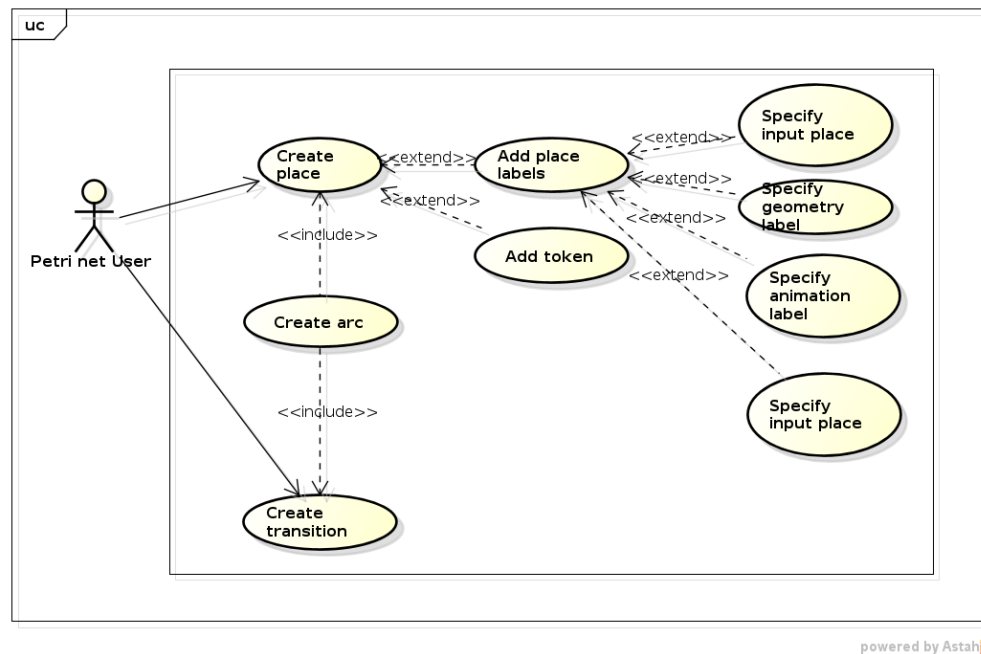 uc
Specify
input place
<<extend>>
Create
place
<<extend>>
Add place
labels
<<extend>>
Specify
geometry
label
<<extend>>
<<extend>>
Petri net User
<<include>>
Add token
Specify
animation
label
<<extend>>
Create arc
<<include>>
Specify
input place
Create
transition
powered by Astah